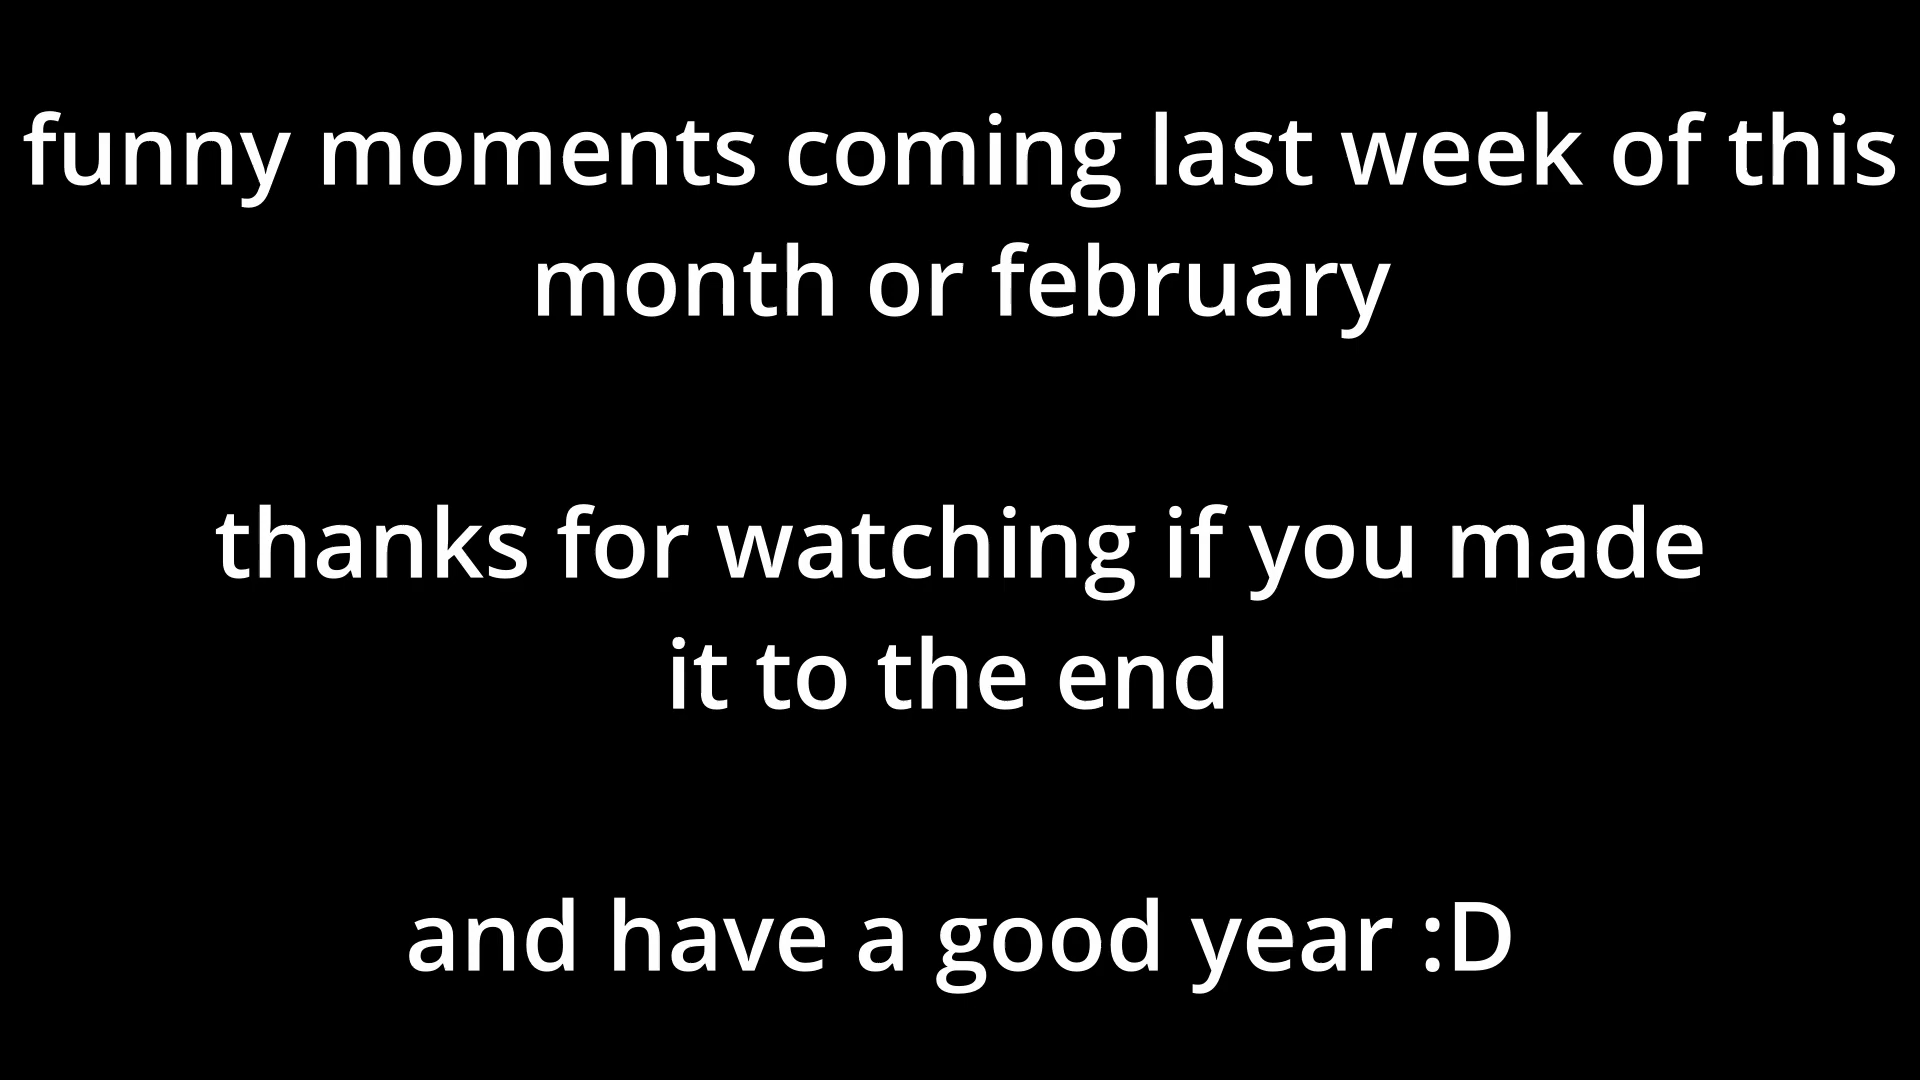 funny moments coming last week of this
month or february
thanks for watching if you made
it to the end
and have a good year :D